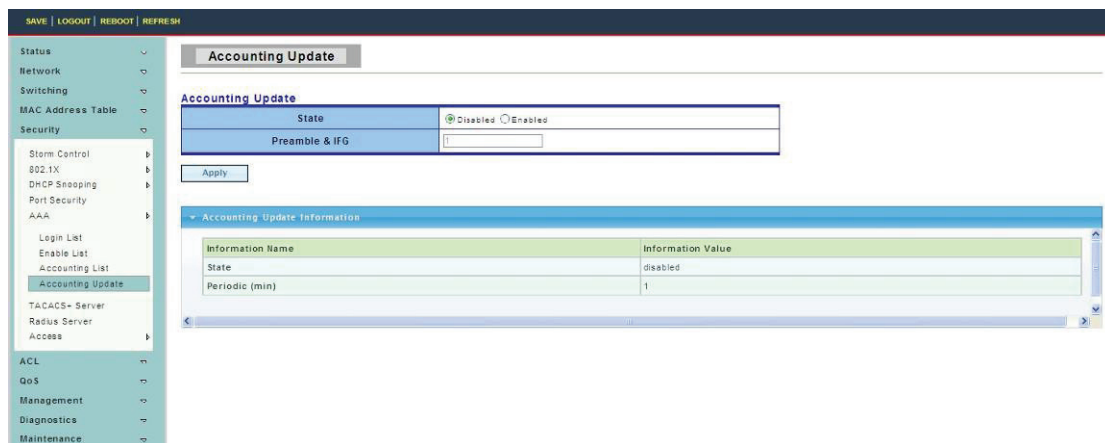 SAVE | LOGOUT | REBOOT | REFRESH
Status
Network
Switching
MAC Address Table
Security
Storm Control
802.1X
DHCP Snooping
Port Security
AAA
Login List
Enable List
Accounting List
Accounting Update
TACACS+ Server
Radius Server
Access
ACL
QoS
Management
Diagnostics
Maintenance
Accounting Update
Accounting Update
State Disabled Enabled
Preamble & IFG 1
Apply
Accounting Update Information
Information Name Information Value
State disabled
Periodic (min) 1